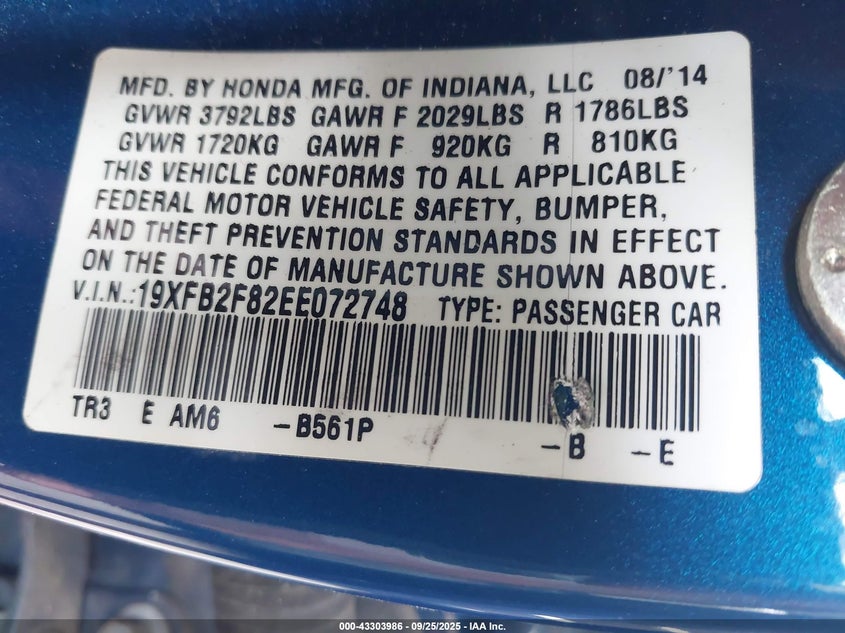 MFD. BY HONDA MFG. OF INDIANA, LLC 08/'14
GVWR 3792LBS GAWR F 2029LBS R 1786LBS
GVWR 1720KG GAWR F 920KG R 810KG
THIS VEHICLE CONFORMS TO ALL APPLICABLE
FEDERAL MOTOR VEHICLE SAFETY, BUMPER,
AND THEFT PREVENTION STANDARDS IN EFFECT
ON THE DATE OF MANUFACTURE SHOWN ABOVE.
V.I.N.:19XFB2F82EE072748 TYPE: PASSENGER CAR
TR3 E AM6 -B561P -B -E
000-43303986 - 09/25/2025 - IAA Inc.